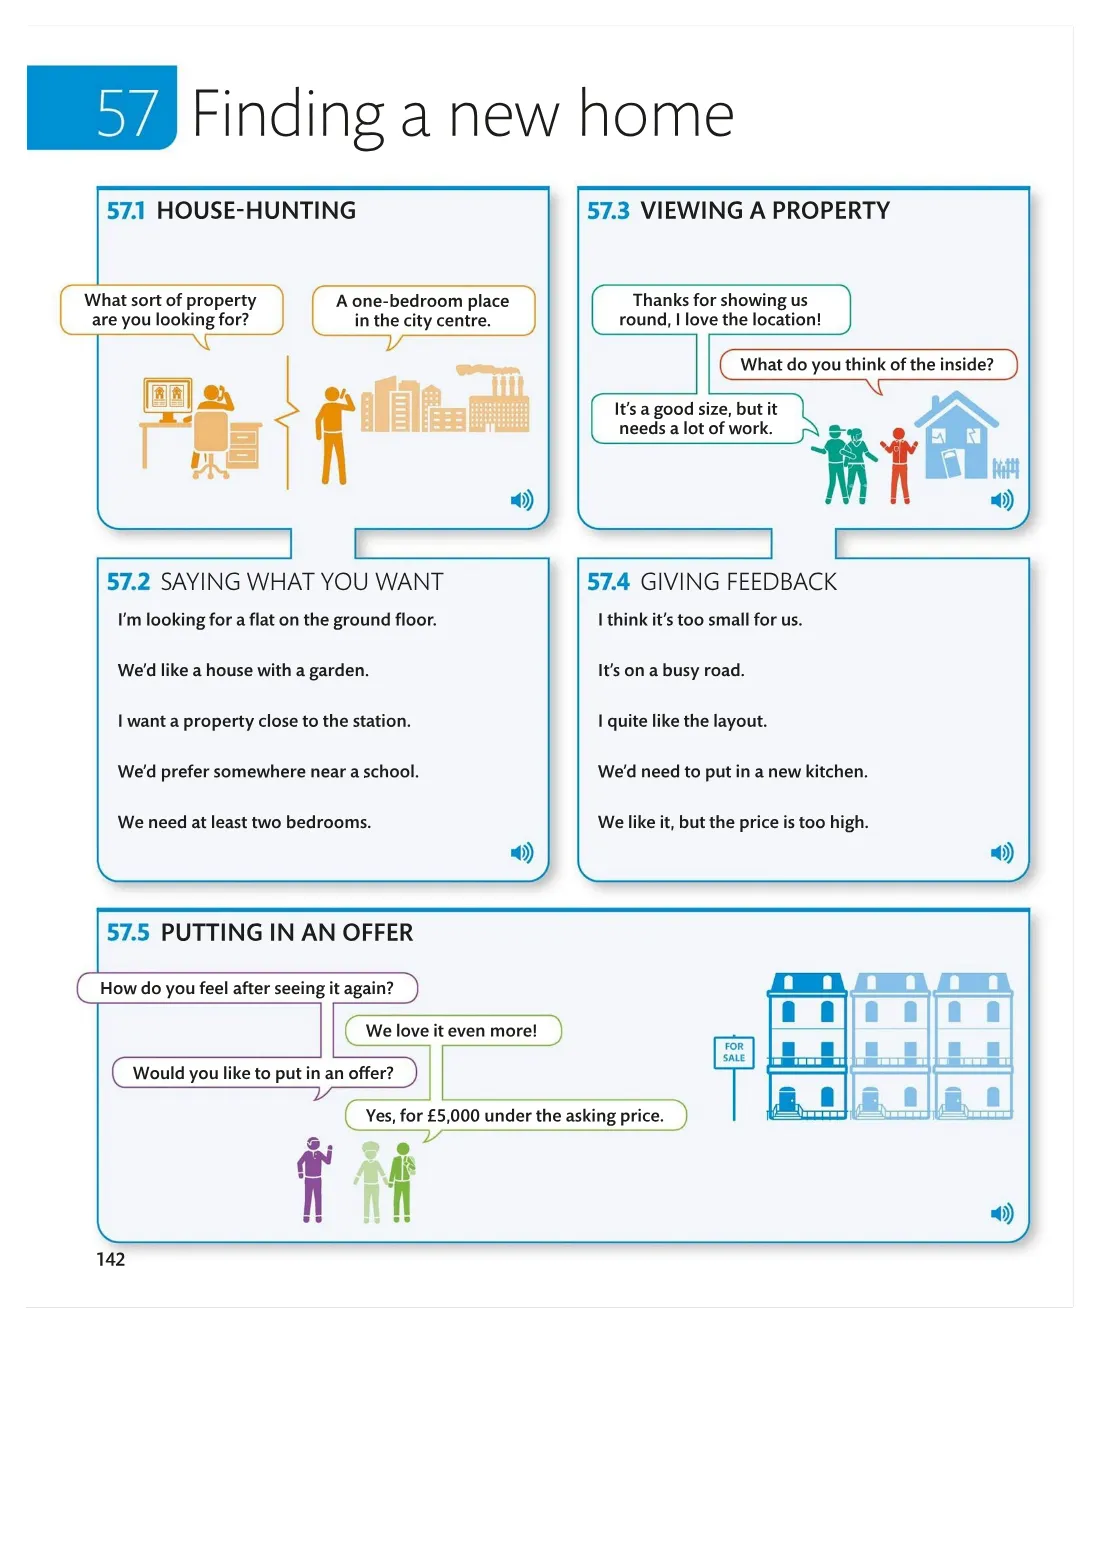 57 Finding a new home
57.1 HOUSE-HUNTING
What sort of property
are you looking for?
A one-bedroom place
in the city centre.
57.2 SAYING WHAT YOU WANT
I'm looking for a flat on the ground floor.
We'd like a house with a garden.
I want a property close to the station.
We'd prefer somewhere near a school.
We need at least two bedrooms.
57.3 VIEWING A PROPERTY
Thanks for showing us
round, I love the location!
What do you think of the inside?
It's a good size, but it
needs a lot of work.
57.4 GIVING FEEDBACK
I think it's too small for us.
It's on a busy road.
I quite like the layout.
We'd need to put in a new kitchen.
We like it, but the price is too high.
57.5 PUTTING IN AN OFFER
How do you feel after seeing it again?
We love it even more!
Would you like to put in an offer?
Yes, for £5,000 under the asking price.
FOR
SALE
142